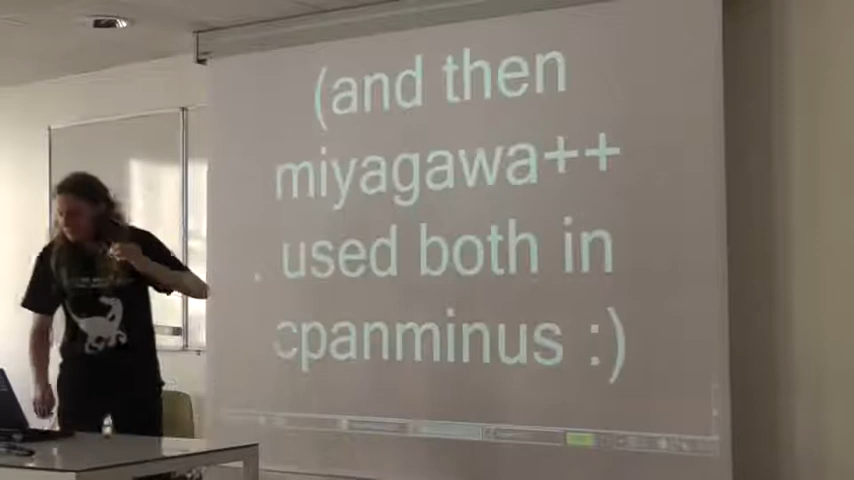 (and then
miyagawa++
used both in
cpanminus :)